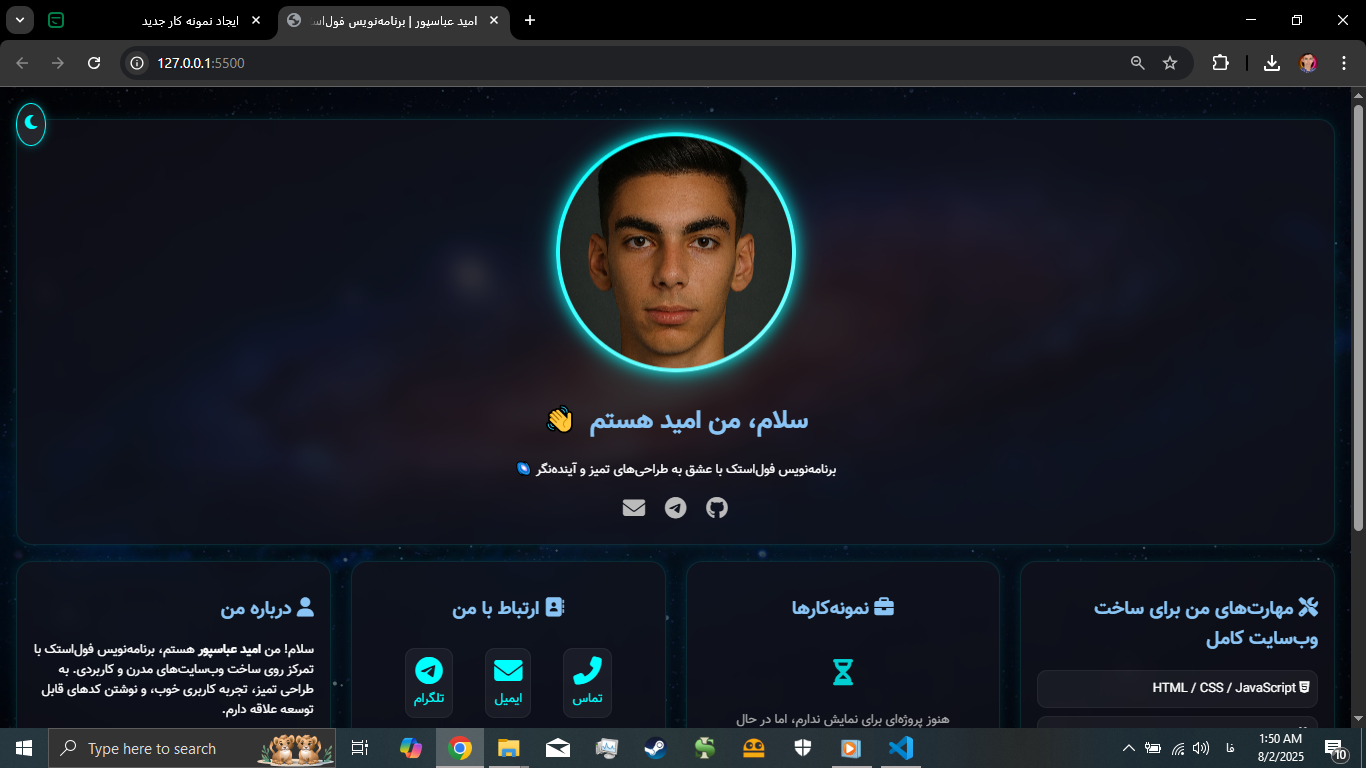 ایجاد نمونه کار جدید
امید عباسپور | برنامه‌نویس فول‌است
127.0.0.1:5500
سلام، من امید هستم 👋
برنامه‌نویس فول‌استک با عشق به طراحی‌های تمیز و آینده‌نگر
مهارت‌های من برای ساخت
وب‌سایت کامل
HTML / CSS / JavaScript
نمونه‌کارها
هنوز پروژه‌ای برای نمایش ندارم، اما در حال
ارتباط با من
تماس
ایمیل
تلگرام
درباره من
سلام! من امید عباسپور هستم، برنامه‌نویس فول‌استک با
تمرکز روی ساخت وب‌سایت‌های مدرن و کاربردی. به
طراحی تمیز، تجربه کاربری خوب، و نوشتن کدهای قابل
توسعه علاقه دارم.
Type here to search
فا
1:50 AM
8/2/2025
10